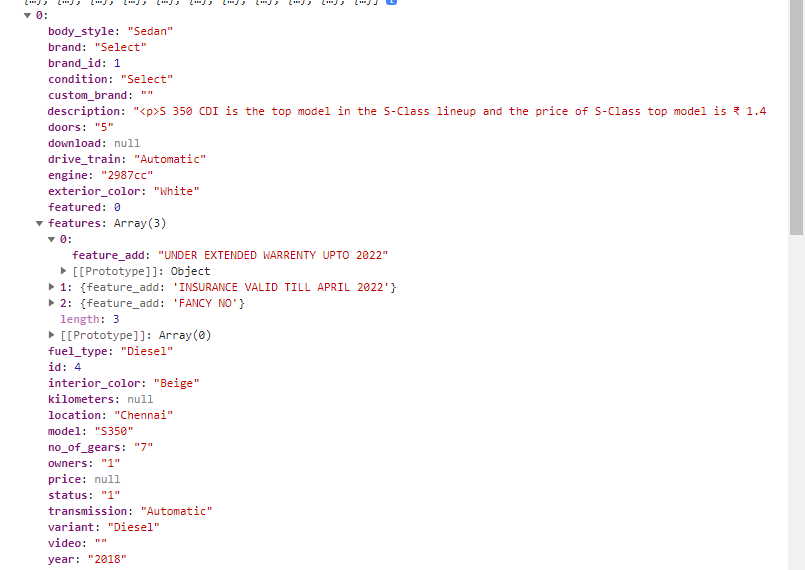 0:
body_style: "Sedan"
brand: "Select"
brand_id: 1
condition: "Select"
custom_brand: ""
description: "<p>S 350 CDI is the top model in the S-Class lineup and the price of S-Class top model is ₹ 1.4
doors: "5"
download: null
drive_train: "Automatic"
engine: "2987cc"
exterior_color: "White"
featured: 0
features: Array(3)
0:
feature_add: "UNDER EXTENDED WARRENTY UPTO 2022"
[[Prototype]]: Object
1: {feature_add: 'INSURANCE VALID TILL APRIL 2022'}
2: {feature_add: 'FANCY NO'}
length: 3
[[Prototype]]: Array(0)
fuel_type: "Diesel"
id: 4
interior_color: "Beige"
kilometers: null
location: "Chennai"
model: "S350"
no_of_gears: "7"
owners: "1"
price: null
status: "1"
transmission: "Automatic"
variant: "Diesel"
video: ""
year: "2018"